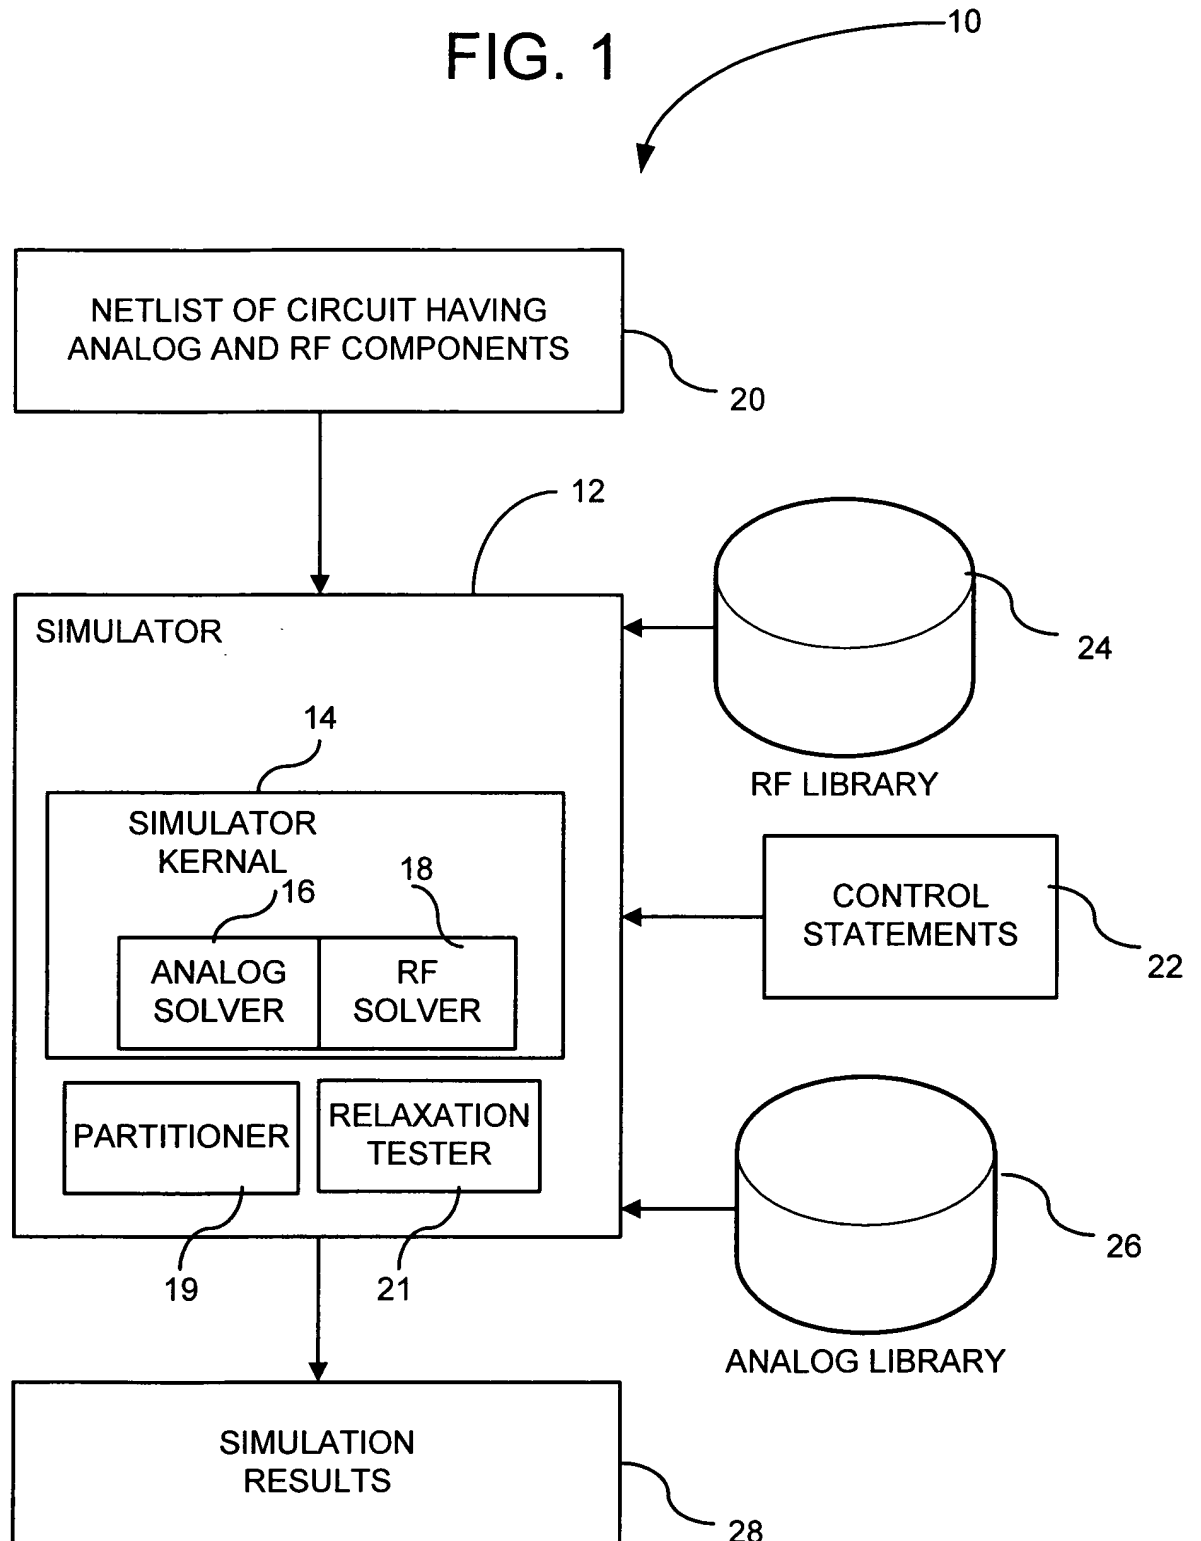 FIG. 1
10
NETLIST OF CIRCUIT HAVING
ANALOG AND RF COMPONENTS
20
12
SIMULATOR
24
RF LIBRARY
14
SIMULATOR
KERNAL
16
18
ANALOG
SOLVER
RF
SOLVER
CONTROL
STATEMENTS
22
PARTITIONER
RELAXATION
TESTER
19
21
26
ANALOG LIBRARY
SIMULATION
RESULTS
28